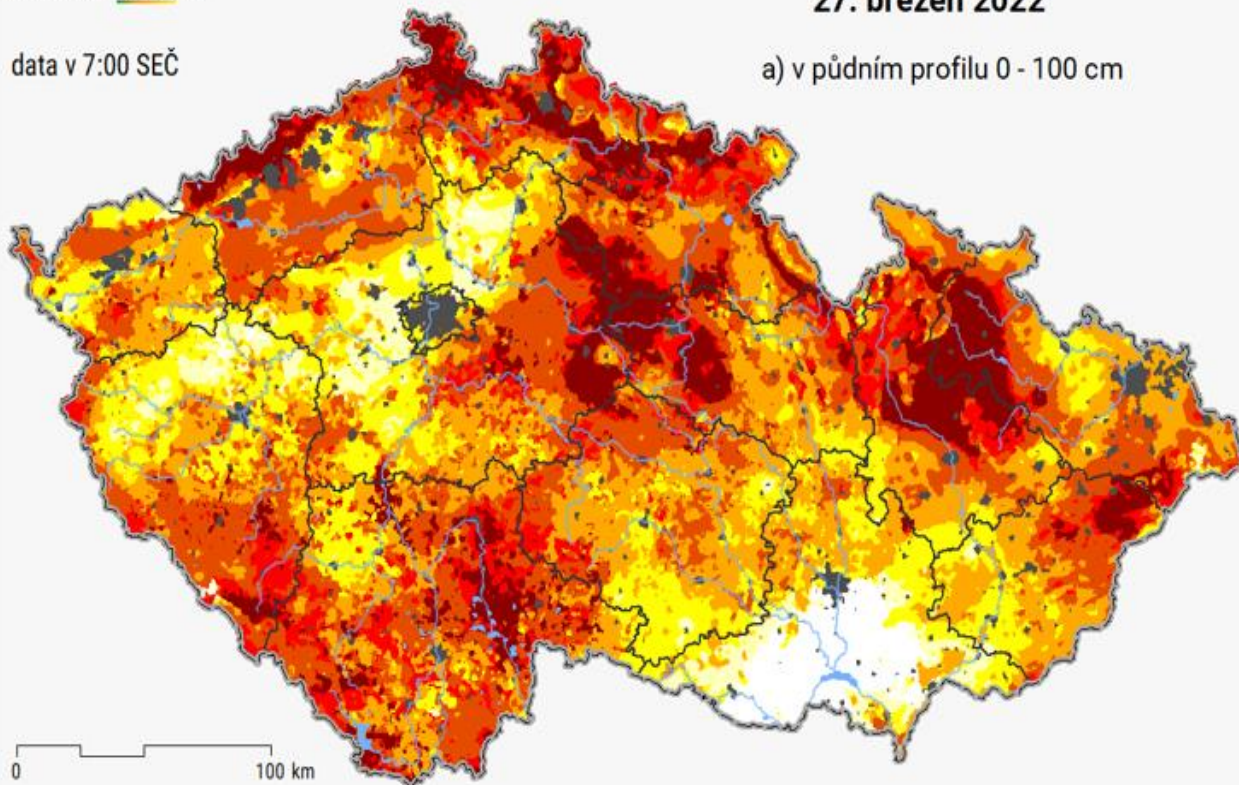 27. březen 2022
data v 7:00 SEČ
a) v půdním profilu 0 - 100 cm
0 100 km